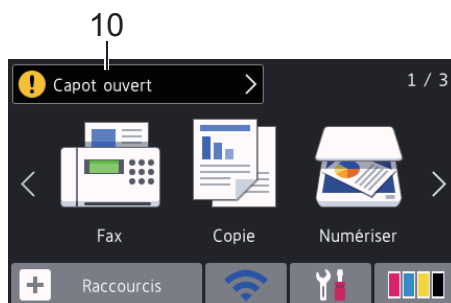 10
Capot ouvert
1 / 3
Fax
Copie
Numériser
Raccourcis